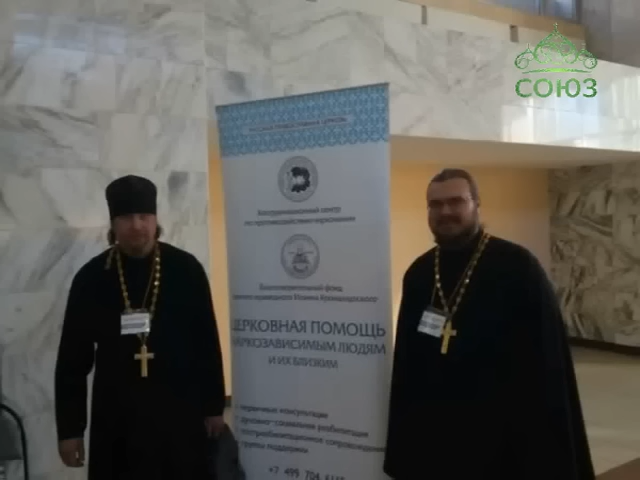 СОЮЗ
РУССКАЯ ПРАВОСЛАВНАЯ ЦЕРКОВЬ
Координационный центр
по противодействию наркомании
Благотворительный фонд
святого праведного Иоанна Кронштадтского
ЦЕРКОВНАЯ ПОМОЩЬ
НАРКОЗАВИСИМЫМ ЛЮДЯМ
И ИХ БЛИЗКИМ
- первичные консультации
- духовно-социальная реабилитация
- постреабилитационное сопровождение
- группы поддержки
+7 499 704